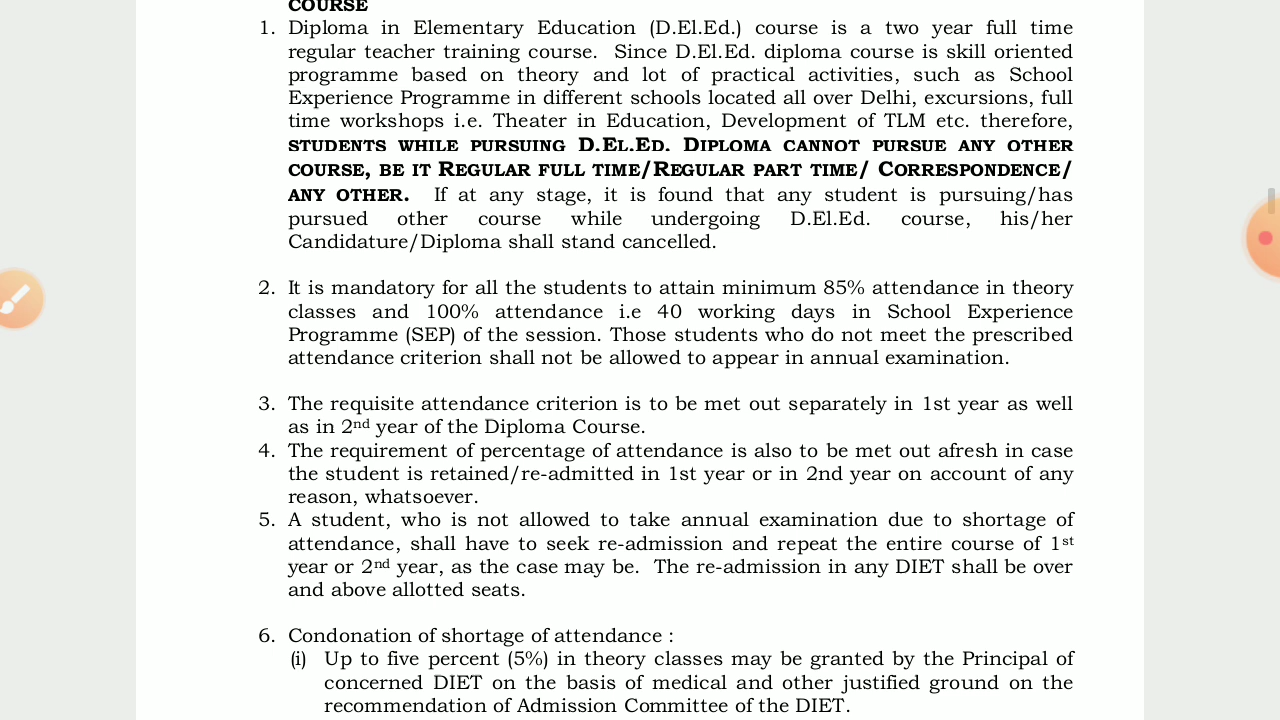 COURSE
1. Diploma in Elementary Education (D.El.Ed.) course is a two year full time
regular teacher training course. Since D.El.Ed. diploma course is skill oriented
programme based on theory and lot of practical activities, such as School
Experience Programme in different schools located all over Delhi, excursions, full
time workshops i.e. Theater in Education, Development of TLM etc. therefore,
STUDENTS WHILE PURSUING D.EL.ED. DIPLOMA CANNOT PURSUE ANY OTHER
COURSE, BE IT REGULAR FULL TIME/REGULAR PART TIME/ CORRESPONDENCE/
ANY OTHER. If at any stage, it is found that any student is pursuing/has
pursued other course while undergoing D.El.Ed. course, his/her
Candidature/Diploma shall stand cancelled.
2. It is mandatory for all the students to attain minimum 85% attendance in theory
classes and 100% attendance i.e 40 working days in School Experience
Programme (SEP) of the session. Those students who do not meet the prescribed
attendance criterion shall not be allowed to appear in annual examination.
3. The requisite attendance criterion is to be met out separately in 1st year as well
as in 2nd year of the Diploma Course.
4. The requirement of percentage of attendance is also to be met out afresh in case
the student is retained/re-admitted in 1st year or in 2nd year on account of any
reason, whatsoever.
5. A student, who is not allowed to take annual examination due to shortage of
attendance, shall have to seek re-admission and repeat the entire course of 1st
year or 2nd year, as the case may be. The re-admission in any DIET shall be over
and above allotted seats.
6. Condonation of shortage of attendance :
(i) Up to five percent (5%) in theory classes may be granted by the Principal of
concerned DIET on the basis of medical and other justified ground on the
recommendation of Admission Committee of the DIET.